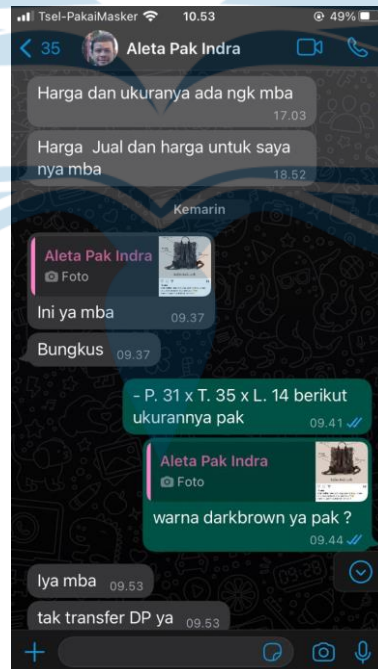 Tsel-PakaiMasker 10.53 49%
35 Aleta Pak Indra
Harga dan ukuranya ada ngk mba
17.03
Harga Jual dan harga untuk saya
nya mba
18.52
Kemarin
Aleta Pak Indra
Foto
Ini ya mba 09.37
Bungkus 09.37
- P. 31 x T. 35 x L. 14 berikut
ukurannya pak
09.41
Aleta Pak Indra
Foto
warna darkbrown ya pak ?
09.44
Iya mba 09.53
tak transfer DP ya 09.53